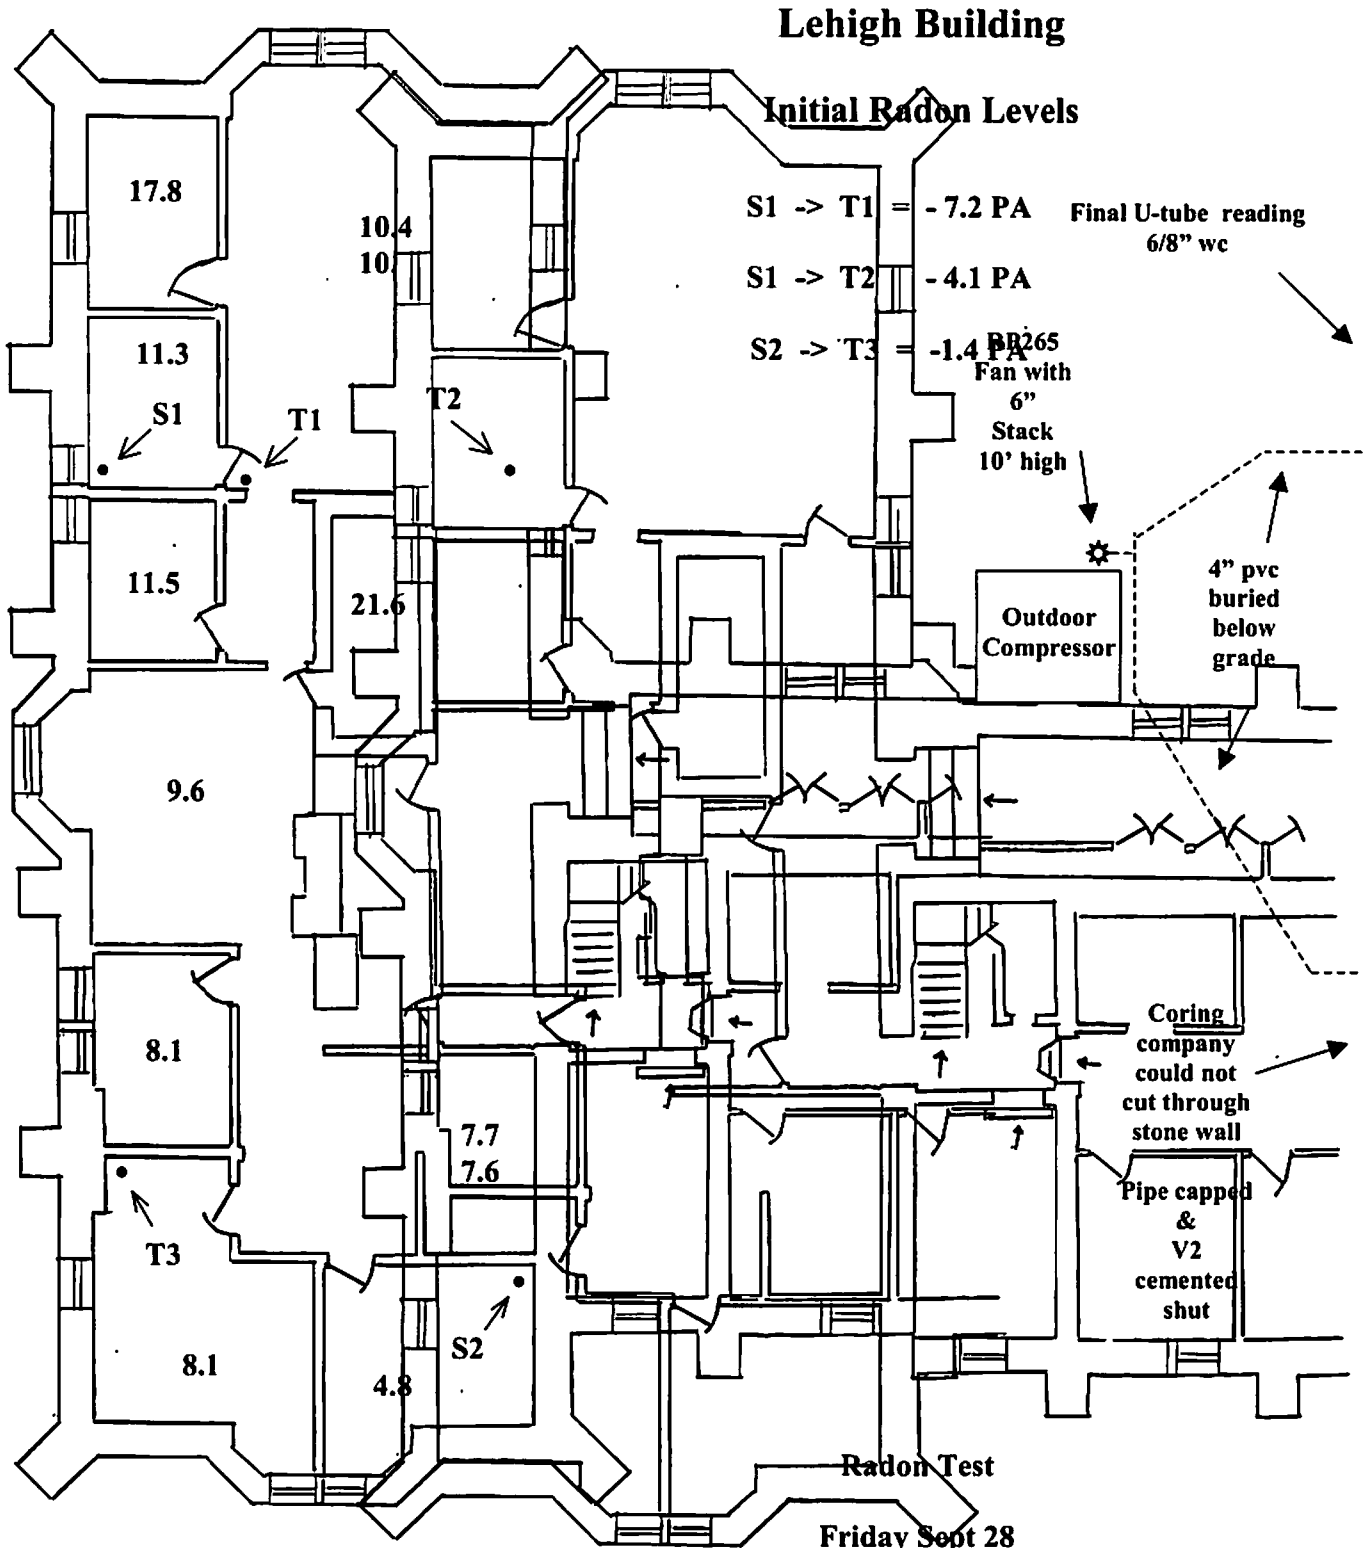 Lehigh Building
Initial Radon Levels
17.8
10.4
10.
S1 -> T1 = - 7.2 PA
Final U-tube reading
6/8” wc
S1 -> T2 - 4.1 PA
11.3
S2 -> T3 = -1.4 PA
BP265
Fan with
6”
Stack
10’ high
S1
T1
T2
11.5
21.6
4” pvc
buried
below
grade
Outdoor
Compressor
9.6
8.1
Coring
company
could not
cut through
stone wall
7.7
7.6
Pipe capped
&
V2
cemented
shut
T3
S2
8.1
4.8
Radon Test
Friday Sept 28